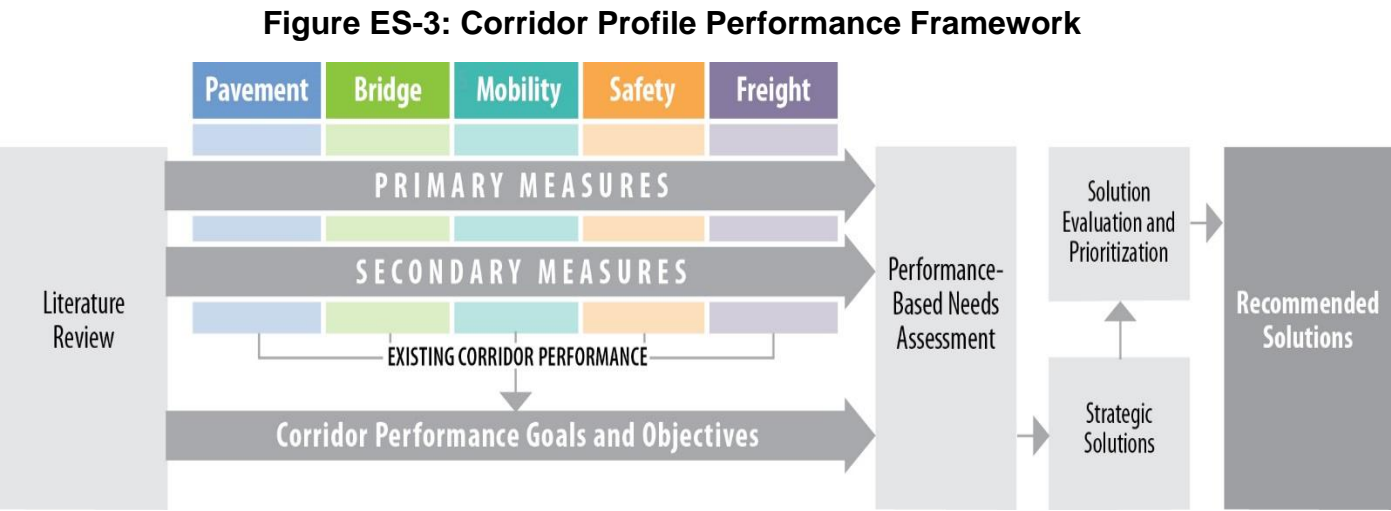 Figure ES-3: Corridor Profile Performance Framework
Pavement
Bridge
Mobility
Safety
Freight
Literature
Review
PRIMARY MEASURES
SECONDARY MEASURES
EXISTING CORRIDOR PERFORMANCE
Corridor Performance Goals and Objectives
Performance-
Based Needs
Assessment
Strategic
Solutions
Solution
Evaluation and
Prioritization
Recommended
Solutions